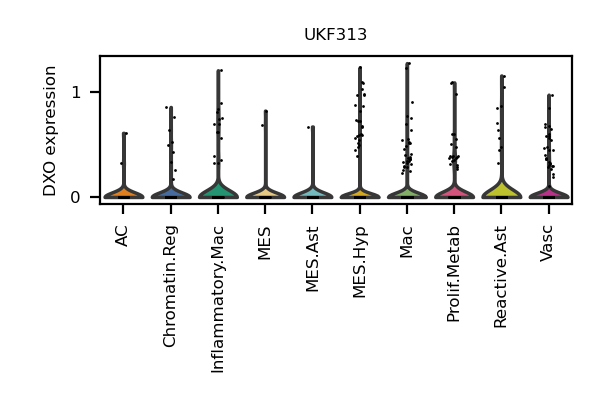 UKF313
DXO expression
1
0
AC
Chromatin.Reg
Inflammatory.Mac
MES
MES.Ast
MES.Hyp
Mac
Prolif.Metab
Reactive.Ast
Vasc